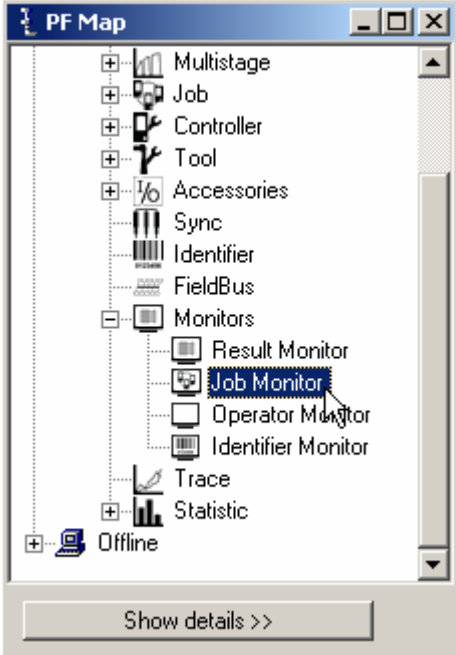 PF Map
Multistage
Job
Controller
Tool
I/O Accessories
Sync
Identifier
FieldBus
Monitors
Result Monitor
Job Monitor
Operator Monitor
Identifier Monitor
Trace
Statistic
Offline
Show details >>